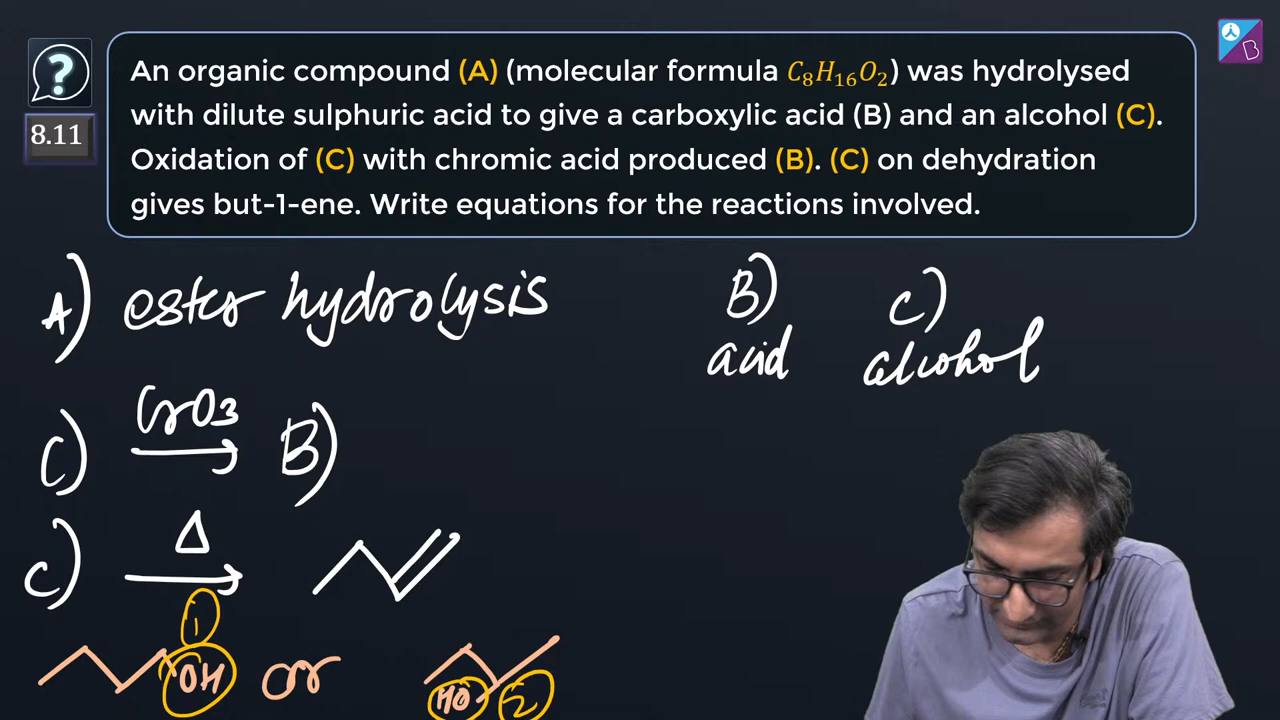 ?
8.11
An organic compound (A) (molecular formula C₈H₁₆O₂) was hydrolysed
with dilute sulphuric acid to give a carboxylic acid (B) and an alcohol (C).
Oxidation of (C) with chromic acid produced (B). (C) on dehydration
gives but-1-ene. Write equations for the reactions involved.
A) ester hydrolysis
B) C)
acid alcohol
C) CrO3 → B)
C) Δ →
1
OH or HO 2
B